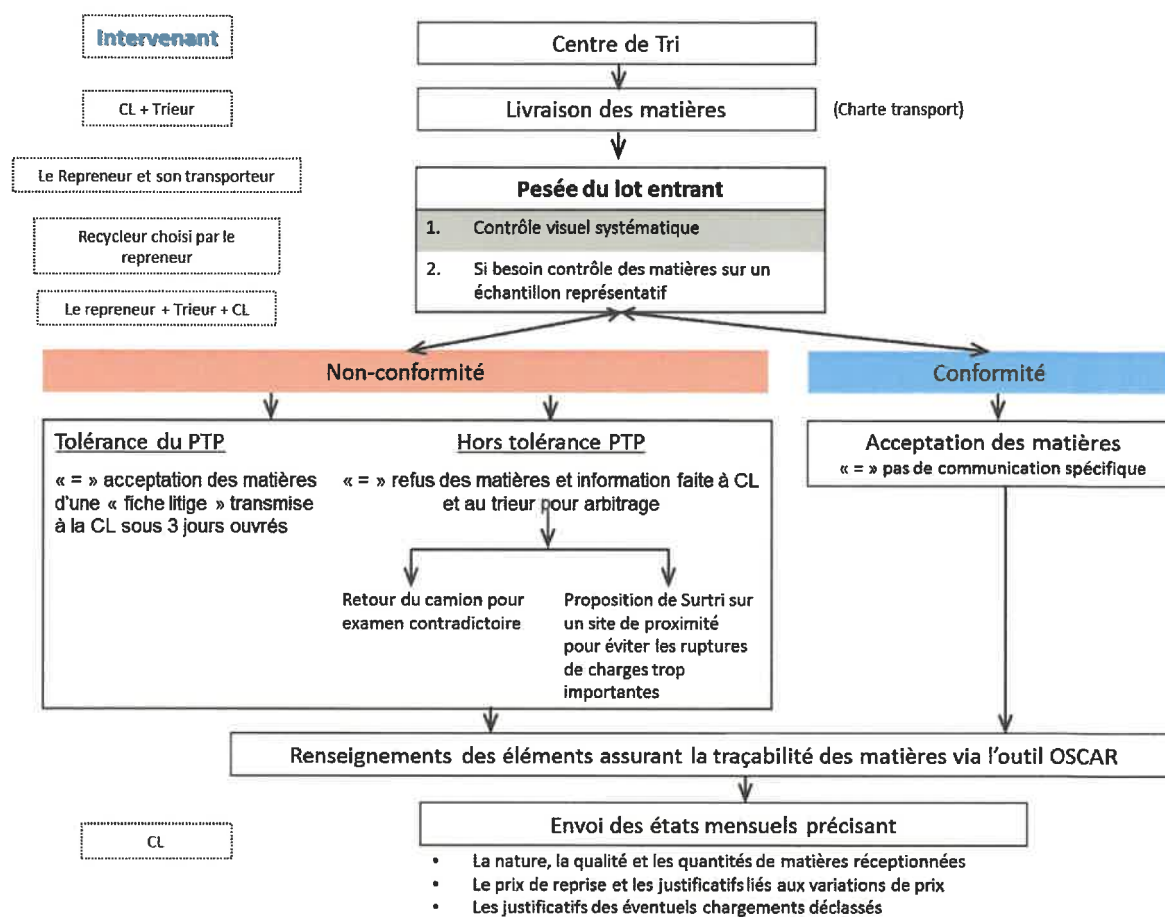 Intervenant
Centre de Tri
CL + Trieur
Livraison des matières
(Charte transport)
Le Repreneur et son transporteur
Pesée du lot entrant
Recycleur choisi par le
repreneur
1. Contrôle visuel systématique
2. Si besoin contrôle des matières sur un
échantillon représentatif
Le repreneur + Trieur + CL
Non-conformité
Conformité
Tolérance du PTP
« = » acceptation des matières
d'une « fiche litige » transmise
à la CL sous 3 jours ouvrés
Hors tolérance PTP
« = » refus des matières et information faite à CL
et au trieur pour arbitrage
Retour du camion pour
examen contradictoire
Proposition de Surtri sur
un site de proximité
pour éviter les ruptures
de charges trop
importantes
Acceptation des matières
« = » pas de communication spécifique
Renseignements des éléments assurant la traçabilité des matières via l'outil OSCAR
CL
Envoi des états mensuels précisant
• La nature, la qualité et les quantités de matières réceptionnées
• Le prix de reprise et les justificatifs liés aux variations de prix
• Les justificatifs des éventuels chargements déclassés